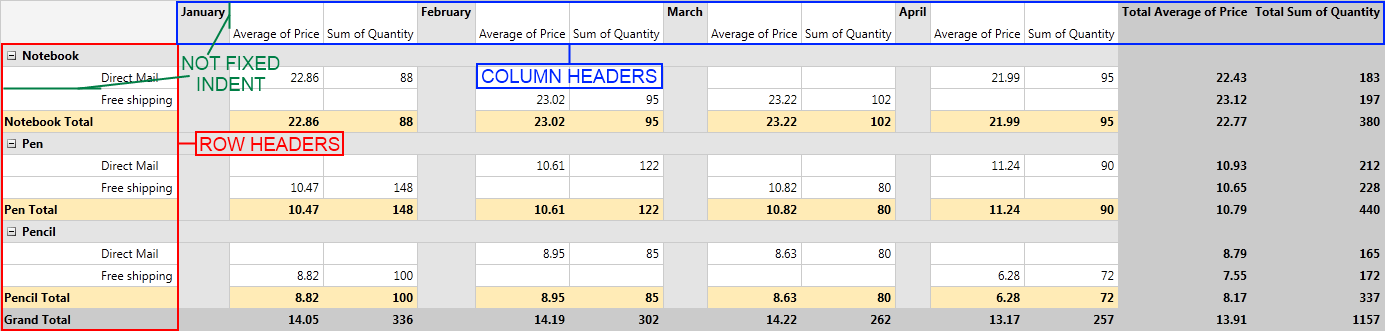 January February March April Total Average of Price Total Sum of Quantity
Average of Price Sum of Quantity Average of Price Sum of Quantity Average of Price Sum of Quantity Average of Price Sum of Quantity
Notebook
NOT FIXED
INDENT
COLUMN HEADERS
Direct Mail 22.86 88 21.99 95 22.43 183
Free shipping 23.02 95 23.22 102 23.12 197
Notebook Total 22.86 88 23.02 95 23.22 102 21.99 95 22.77 380
Pen
ROW HEADERS
Direct Mail 10.61 122 11.24 90 10.93 212
Free shipping 10.47 148 10.82 80 10.65 228
Pen Total 10.47 148 10.61 122 10.82 80 11.24 90 10.79 440
Pencil
Direct Mail 8.95 85 8.63 80 8.79 165
Free shipping 8.82 100 6.28 72 7.55 172
Pencil Total 8.82 100 8.95 85 8.63 80 6.28 72 8.17 337
Grand Total 14.05 336 14.19 302 14.22 262 13.17 257 13.91 1157